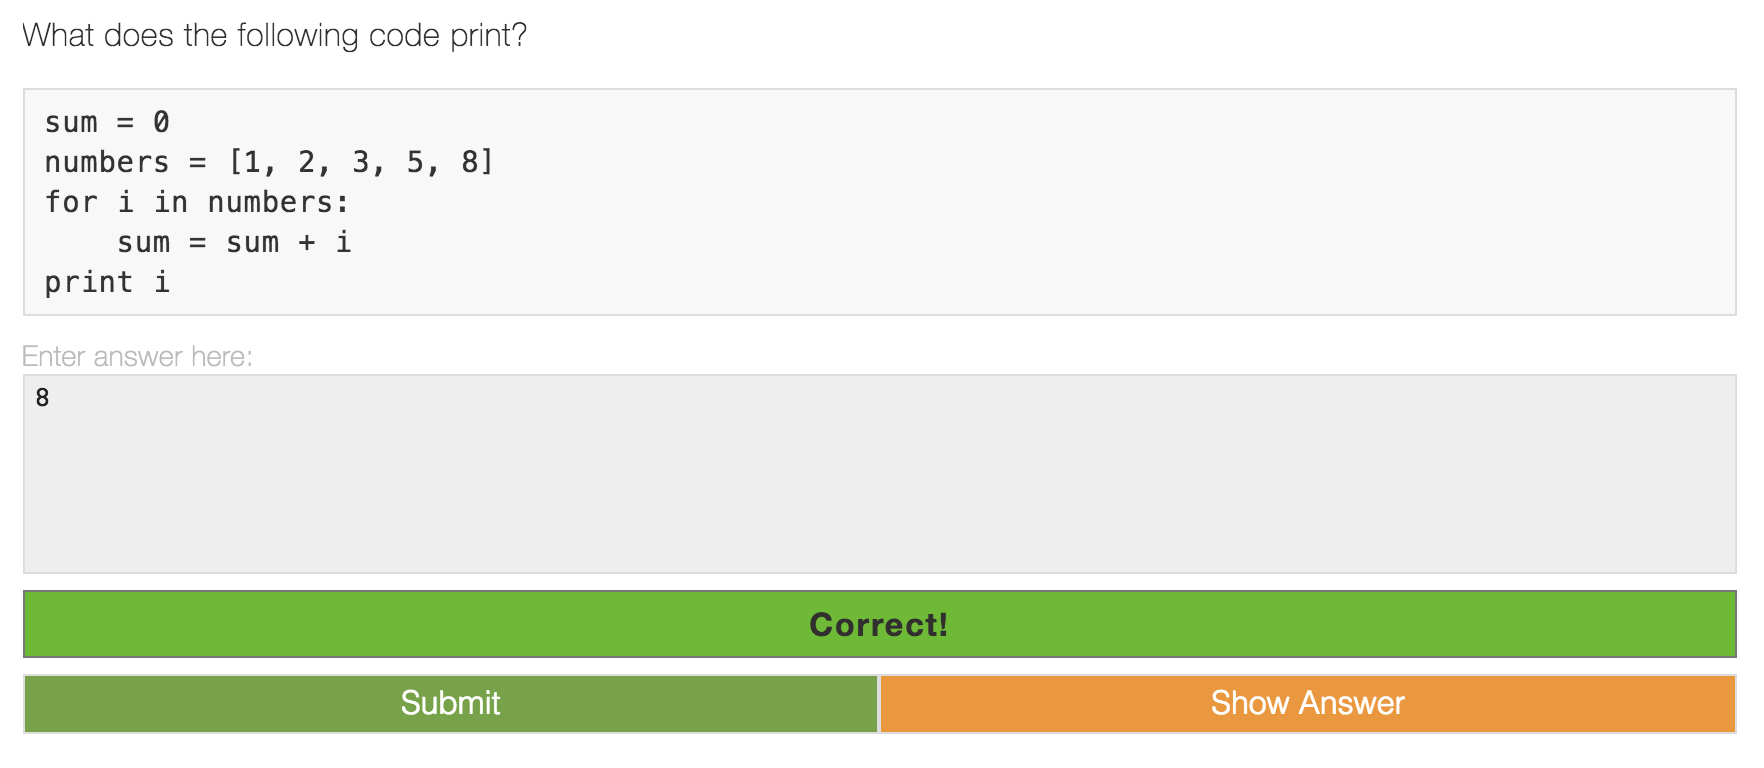 What does the following code print?
sum = 0
numbers = [1, 2, 3, 5, 8]
for i in numbers:
    sum = sum + i
print i
Enter answer here:
8
Correct!
Submit
Show Answer